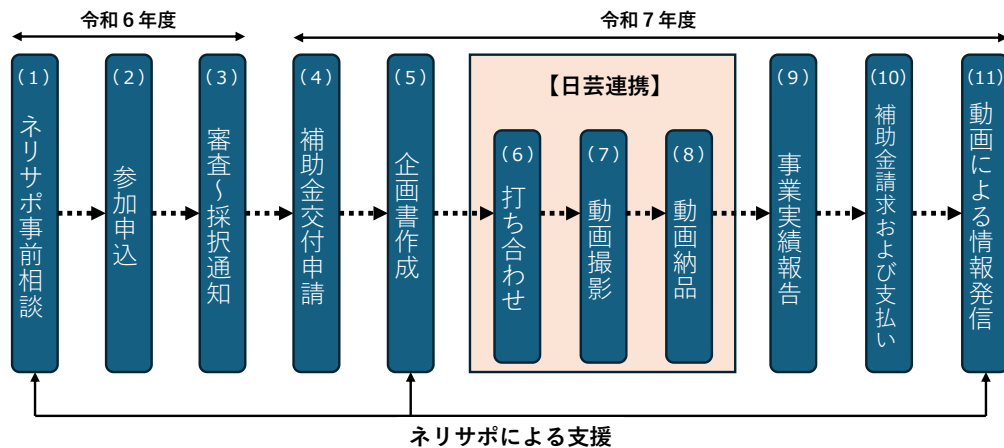 令和６年度
令和７年度
(１)
ネリサポ事前相談
(２)
参加申込
(３)
審査～採択通知
(４)
補助金交付申請
(５)
企画書作成
【日芸連携】
(６)
打ち合わせ
(７)
動画撮影
(８)
動画納品
(９)
事業実績報告
(10)
補助金請求および支払い
(11)
動画による情報発信
ネリサポによる支援